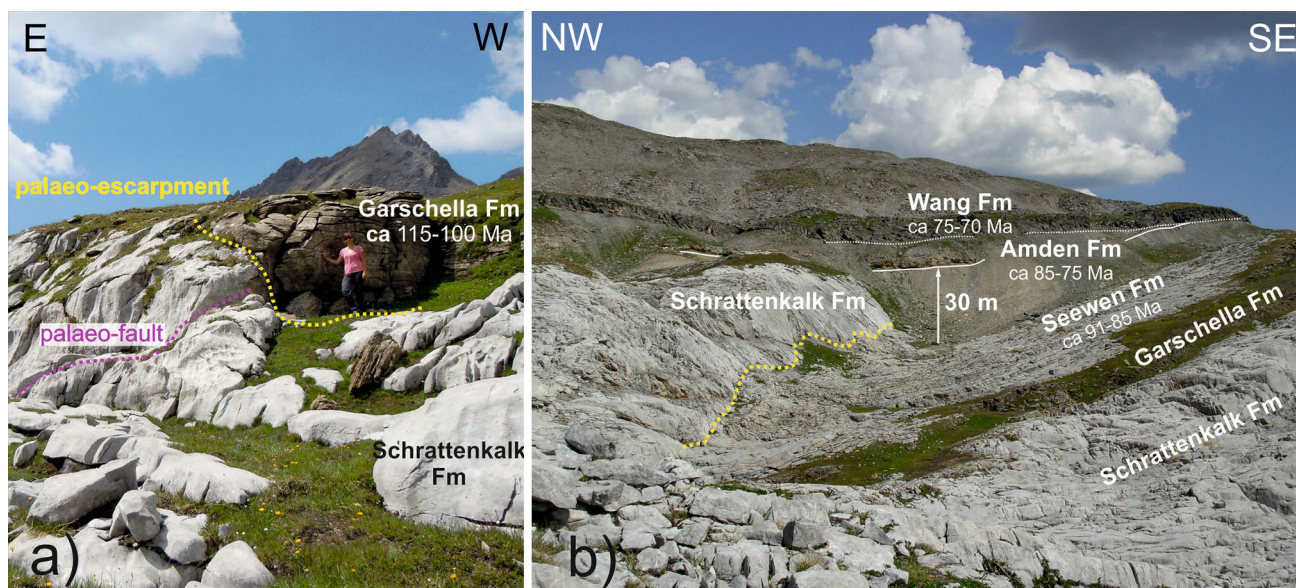 E
W
palaeo-escarpment
Garschella Fm
ca 115-100 Ma
palaeo-fault
Schrattenkalk
Fm
a)
NW
SE
Wang Fm
ca 75-70 Ma
Amden Fm
ca 85-75 Ma
Schrattenkalk Fm
30 m
Seewen Fm
ca 91-85 Ma
Garschella Fm
Schrattenkalk Fm
b)